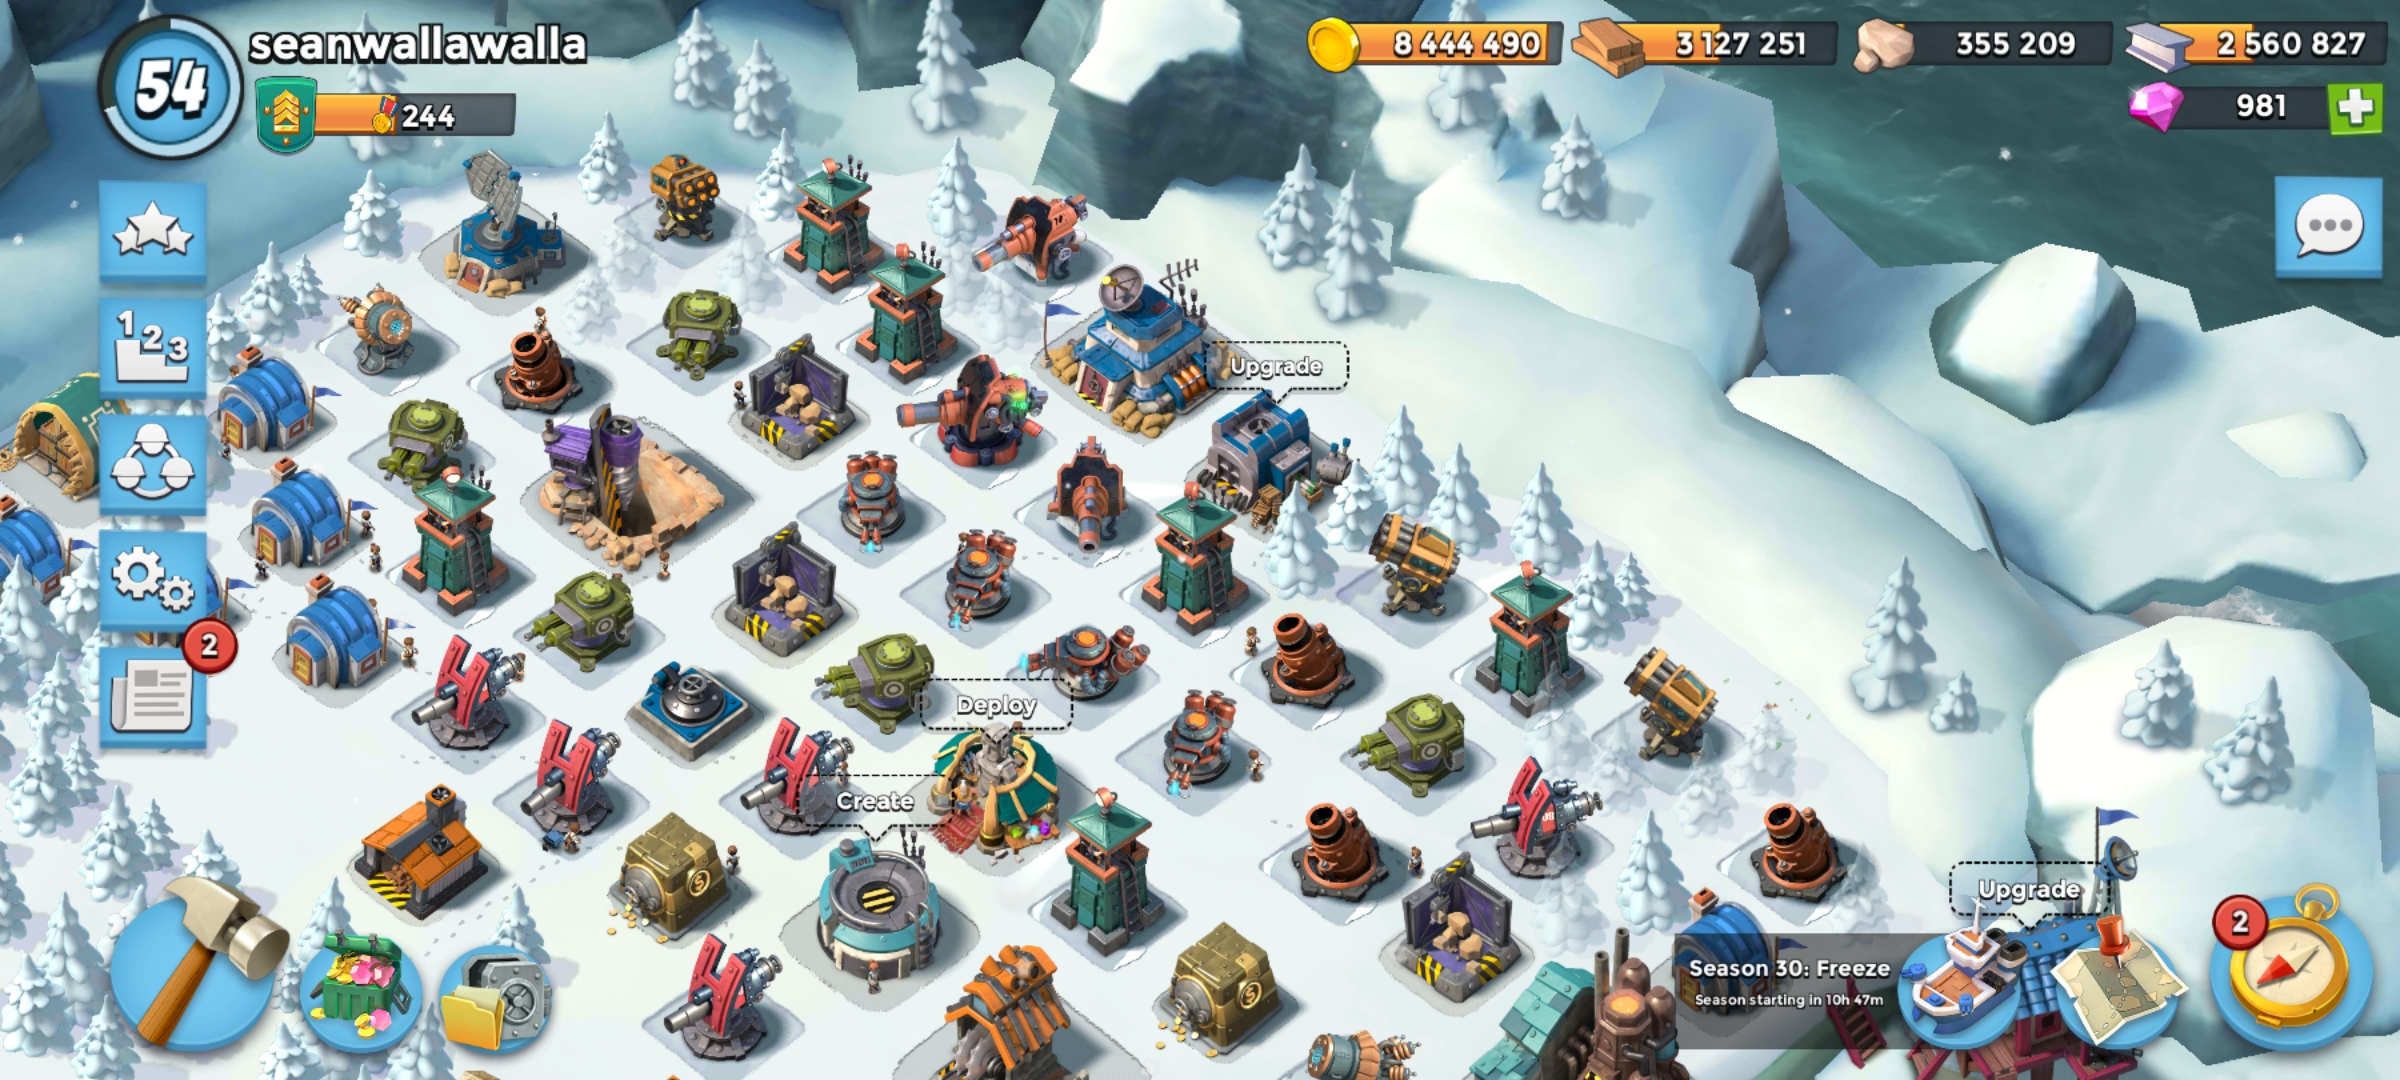 54
seanwallawalla
244
8 444 490
3 127 251
355 209
2 560 827
981
1 2 3
Upgrade
2
Deploy
Create
Upgrade
2
Season 30: Freeze
Season starting in 10h 47m